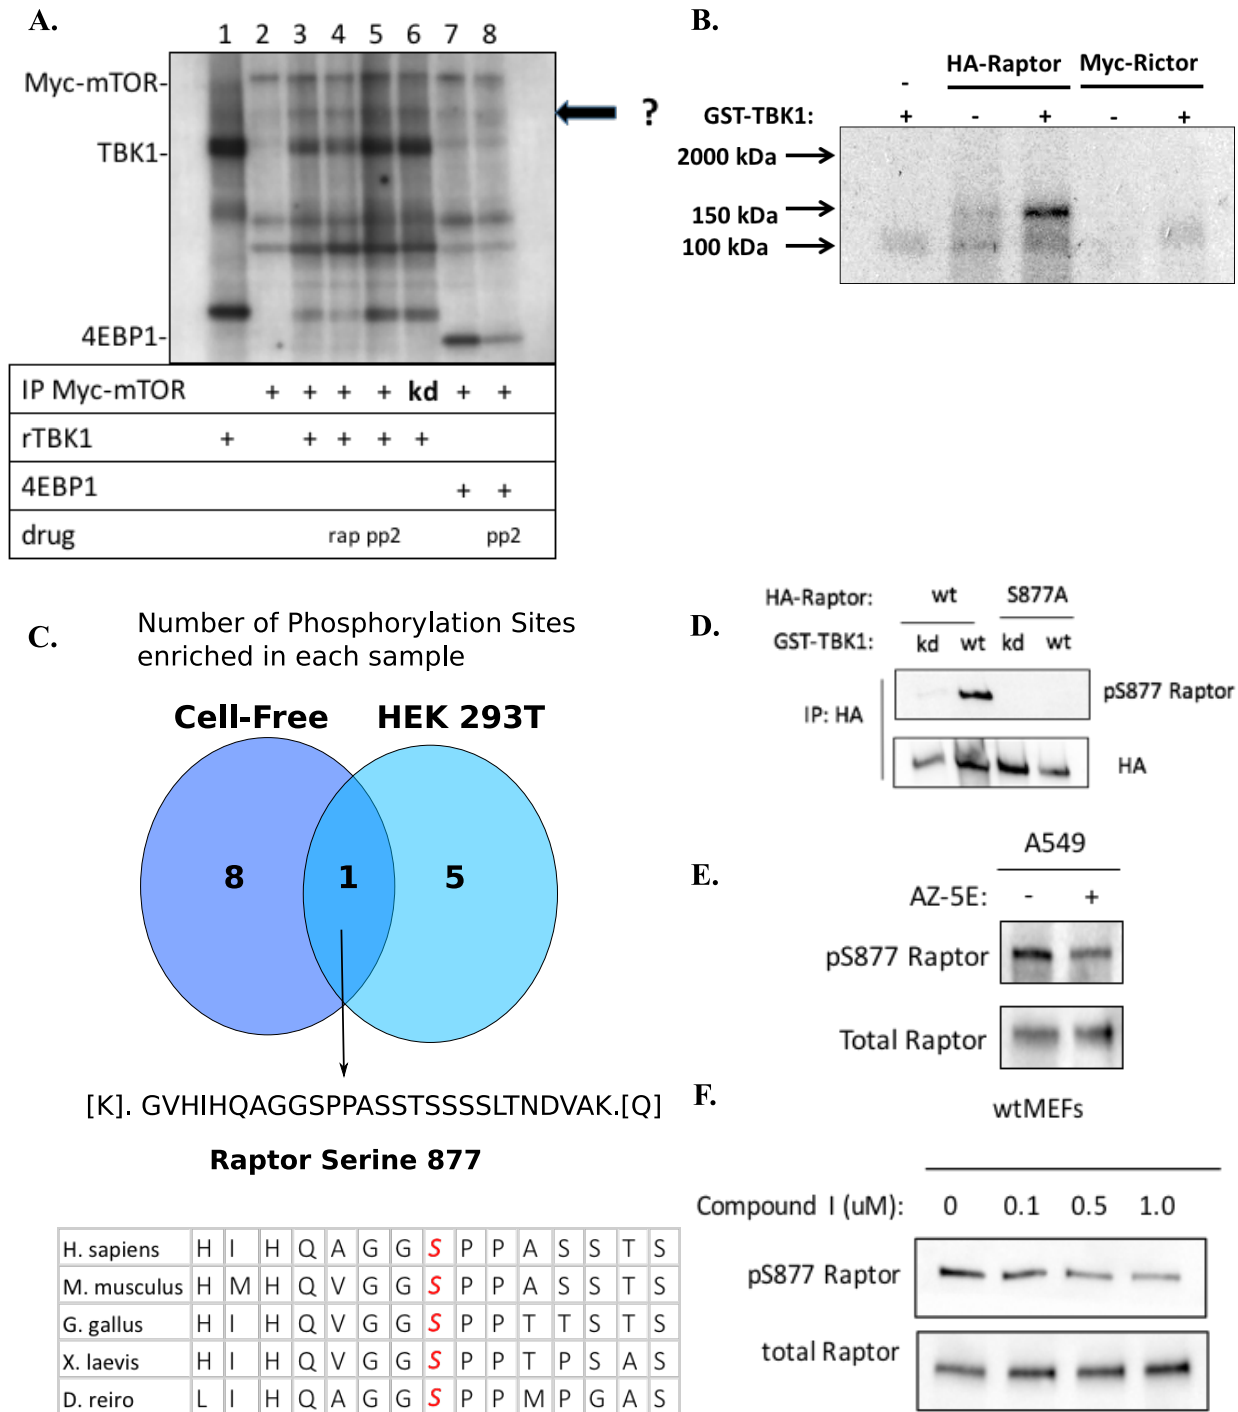 A.
1 2 3 4 5 6 7 8
Myc-mTOR-
?
TBK1-
4EBP1-
IP Myc-mTOR + + + + kd + +
rTBK1 + + + + +
4EBP1 + +
drug rap pp2 pp2
B.
- HA-Raptor Myc-Rictor
GST-TBK1: + - + - +
2000 kDa
150 kDa
100 kDa
C.
Number of Phosphorylation Sites
enriched in each sample
Cell-Free HEK 293T
8 1 5
[K]. GVHIHQAGGSPPASSTSSSSLTNDVAK.[Q]
Raptor Serine 877
H. sapiens H I H Q A G G S P P A S S T S
M. musculus H M H Q V G G S P P A S S T S
G. gallus H I H Q V G G S P P T T S T S
X. laevis H I H Q V G G S P P T P S A S
D. reiro L I H Q A G G S P P M P G A S
D.
HA-Raptor: wt S877A
GST-TBK1: kd wt kd wt
IP: HA
pS877 Raptor
HA
E.
A549
AZ-5E: - +
pS877 Raptor
Total Raptor
F.
wtMEFs
Compound I (uM): 0 0.1 0.5 1.0
pS877 Raptor
total Raptor